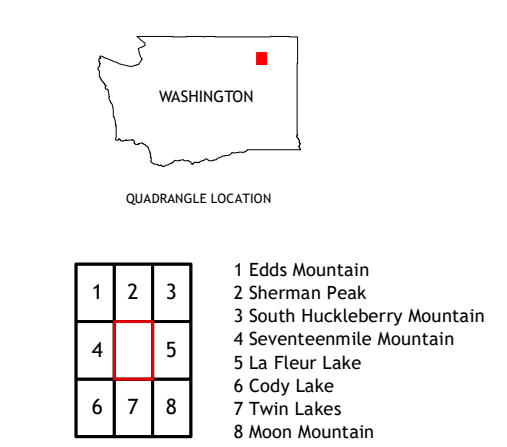 WASHINGTON
QUADRANGLE LOCATION
1 2 3
4 5
6 7 8
1 Edds Mountain
2 Sherman Peak
3 South Huckleberry Mountain
4 Seventeenmile Mountain
5 La Fleur Lake
6 Cody Lake
7 Twin Lakes
8 Moon Mountain